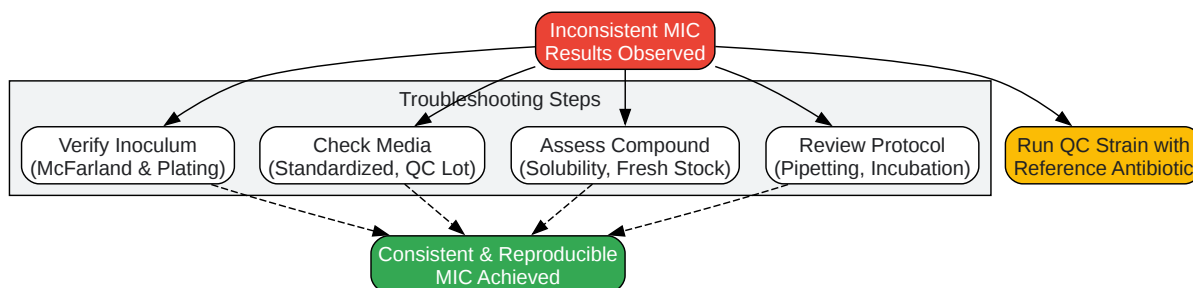 Inconsistent MIC
Results Observed
Troubleshooting Steps
Verify Inoculum
(McFarland & Plating)
Check Media
(Standardized, QC Lot)
Assess Compound
(Solubility, Fresh Stock)
Review Protocol
(Pipetting, Incubation)
Run QC Strain with
Reference Antibiotic
Consistent & Reproducible
MIC Achieved